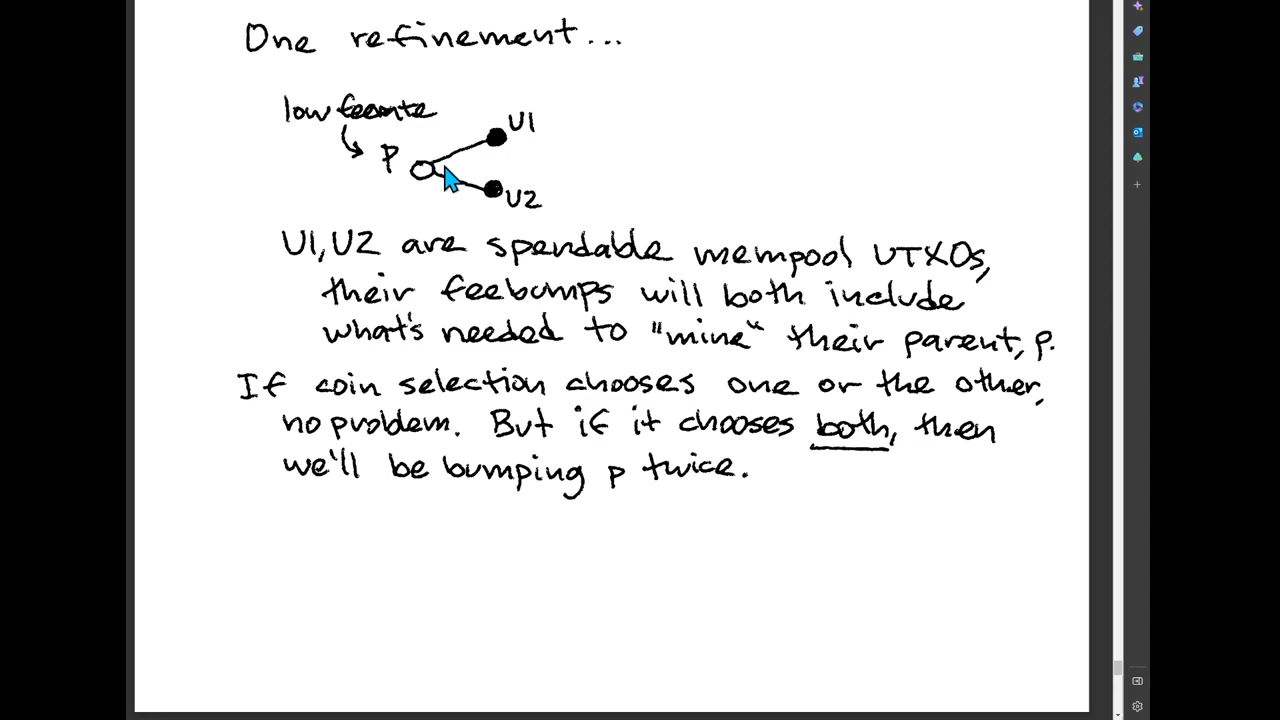 One refinement...
low feerate
U1
P
U2
U1, U2 are spendable mempool UTXOs,
their feebumps will both include
what's needed to "mine" their parent, p.
If coin selection chooses one or the other,
no problem. But if it chooses both, then
we'll be bumping p twice.